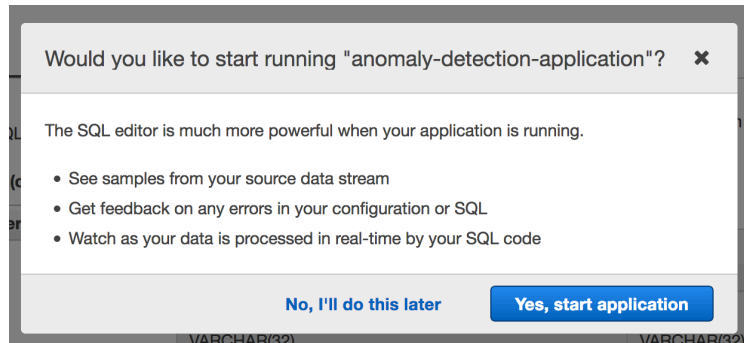 Would you like to start running "anomaly-detection-application"? ✖
The SQL editor is much more powerful when your application is running.
• See samples from your source data stream
• Get feedback on any errors in your configuration or SQL
• Watch as your data is processed in real-time by your SQL code
No, I'll do this later
Yes, start application
VARCHAR(32)
VARCHAR(32)